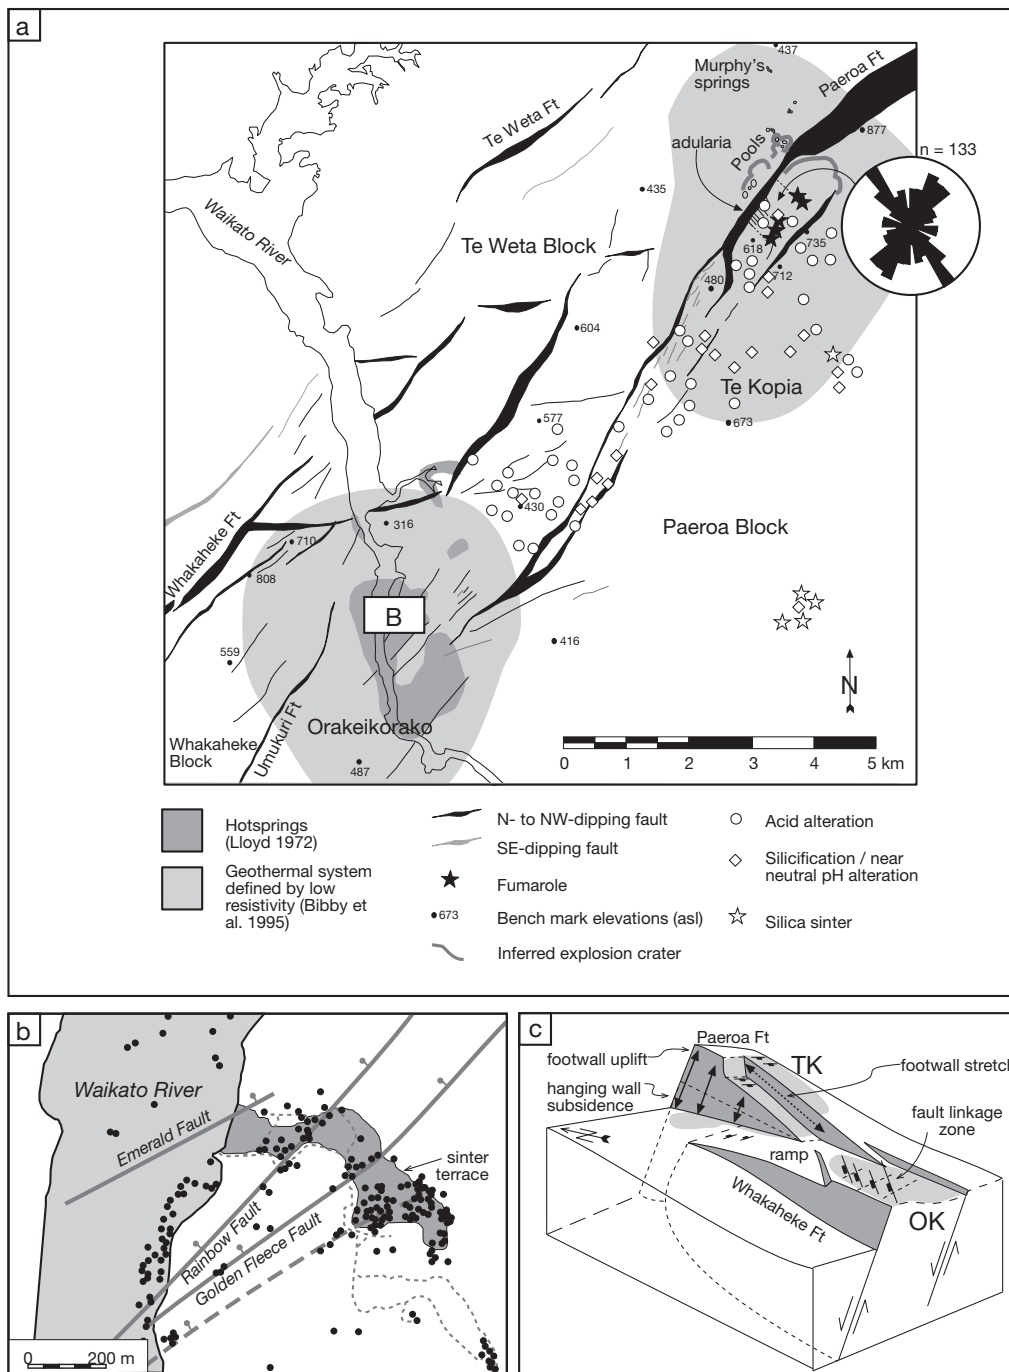 a
437
Murphy's
springs
Paeroa Ft
Te Weta Ft
877
adularia
Pools
n = 133
435
Waikato River
Te Weta Block
618
735
712
480
604
Te Kopia
577
673
430
Paeroa Block
316
Whakaheke Ft
710
808
B
416
559
N
Orakeikorako
Umukuri Ft
Whakaheke
Block
487
0 1 2 3 4 5 km
Hotsprings
(Lloyd 1972)
Geothermal system
defined by low
resistivity (Bibby et
al. 1995)
N- to NW-dipping fault
SE-dipping fault
Fumarole
673
Bench mark elevations (asl)
Inferred explosion crater
Acid alteration
Silicification / near
neutral pH alteration
Silica sinter
b
Waikato River
Emerald Fault
sinter
terrace
Rainbow Fault
Golden Fleece Fault
0 200 m
c
Paeroa Ft
footwall uplift
TK
footwall stretch
hanging wall
subsidence
fault linkage
zone
ramp
Whakaheke Ft
OK